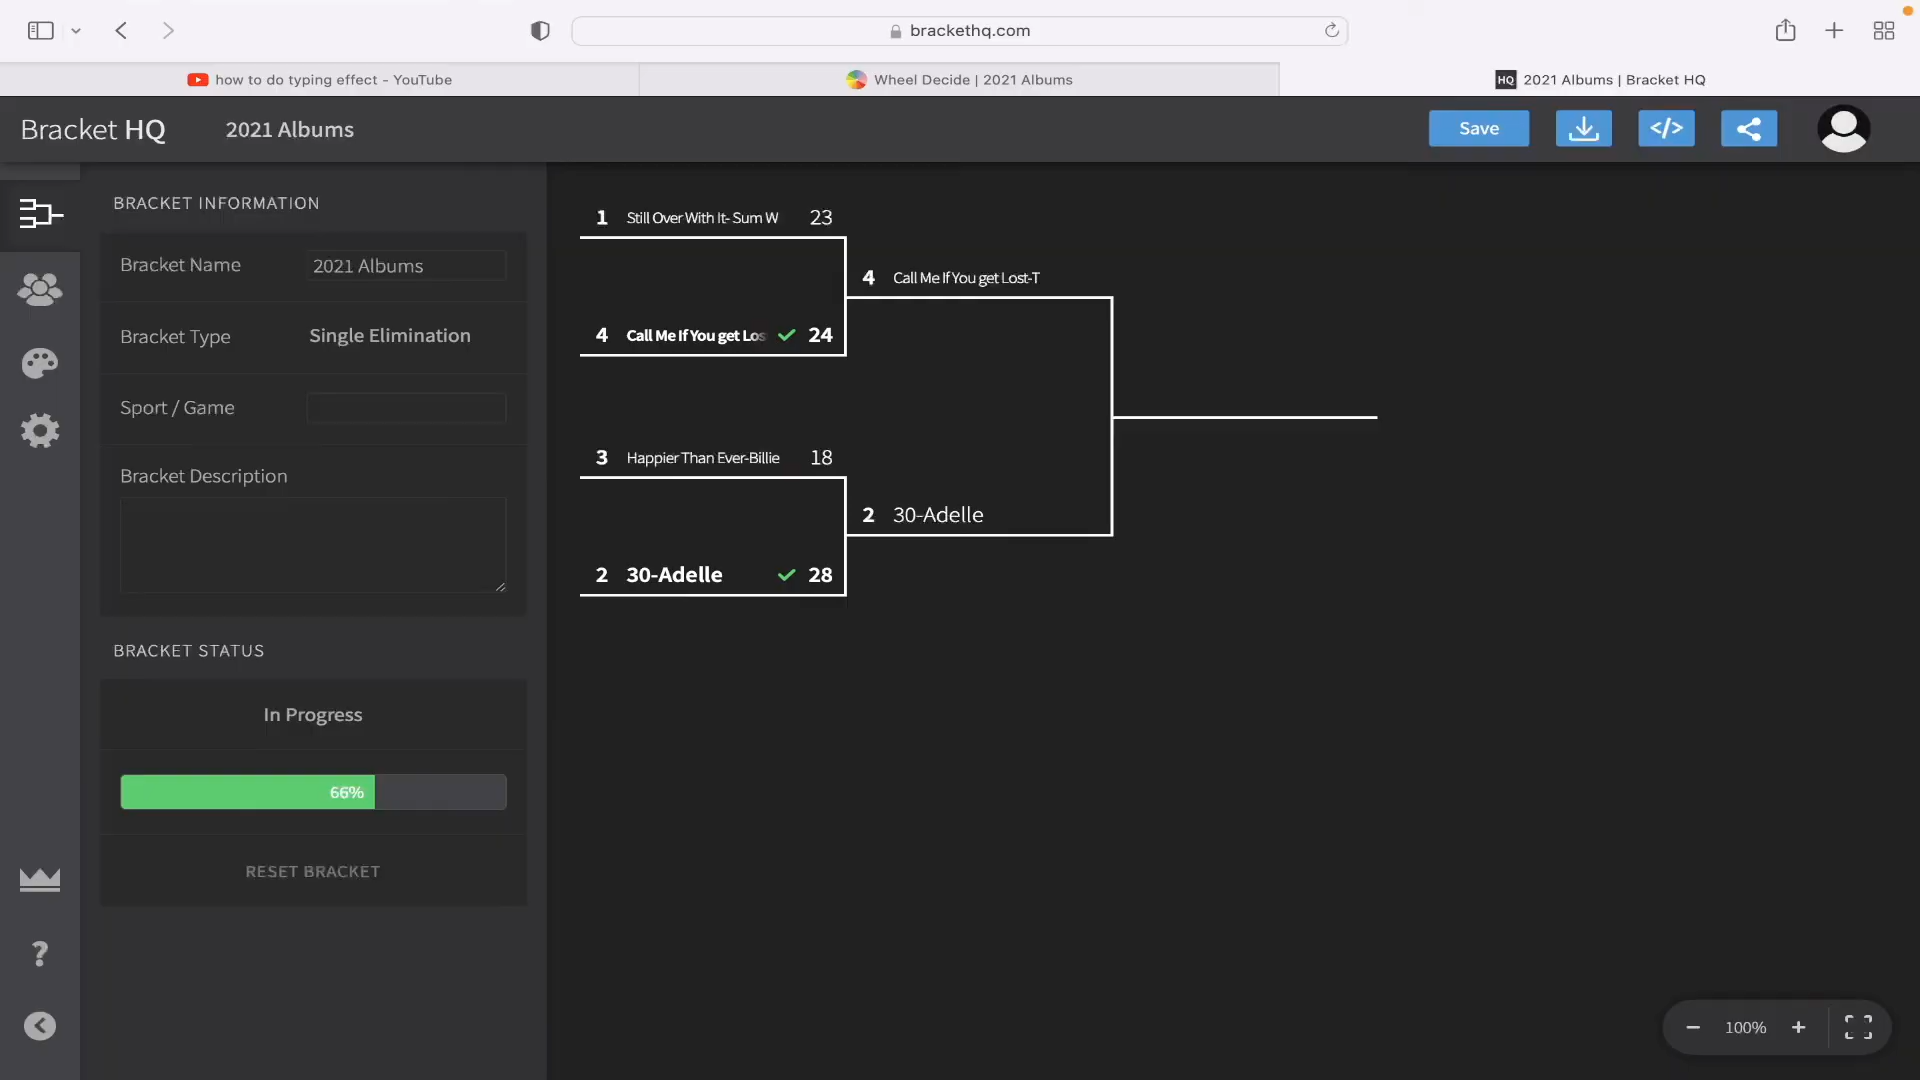 brackethq.com
how to do typing effect - YouTube
Wheel Decide | 2021 Albums
HQ 2021 Albums | Bracket HQ
Bracket HQ
2021 Albums
Save
</>
BRACKET INFORMATION
Bracket Name 2021 Albums
Bracket Type Single Elimination
Sport / Game
Bracket Description
BRACKET STATUS
In Progress
66%
RESET BRACKET
?
1 Still Over With It- Sum W 23
4 Call Me If You get Los 24
3 Happier Than Ever-Billie 18
2 30-Adelle 28
4 Call Me If You get Lost-T
2 30-Adelle
− 100% +